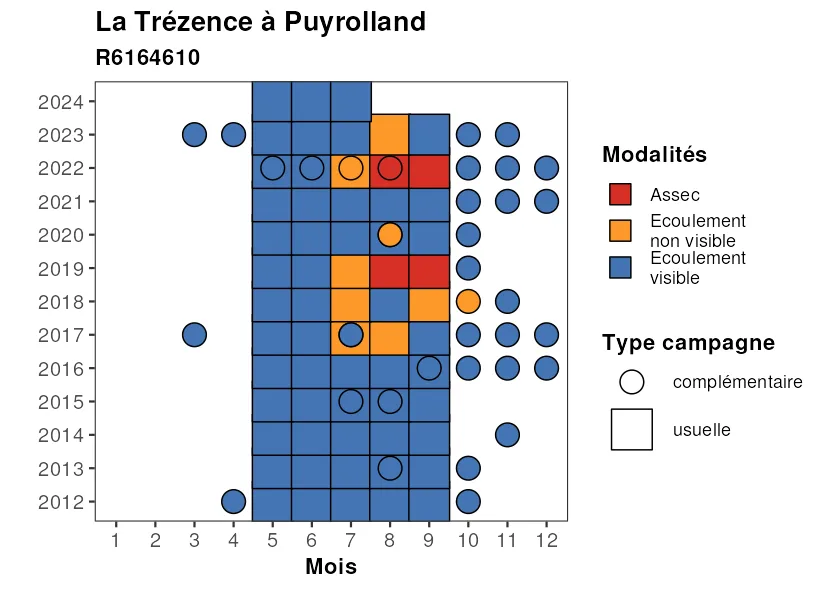 La Trézence à Puyrolland
R6164610
2024
2023
2022
2021
2020
2019
2018
2017
2016
2015
2014
2013
2012
1 2 3 4 5 6 7 8 9 10 11 12
Mois
Modalités
Assec
Ecoulement
non visible
Ecoulement
visible
Type campagne
complémentaire
usuelle